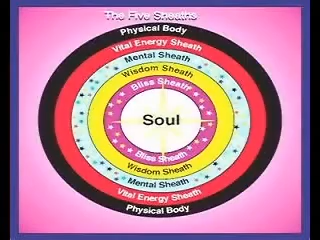 The Five Sheaths
Physical Body
Vital Energy Sheath
Mental Sheath
Wisdom Sheath
Bliss Sheath
Soul
Bliss Sheath
Wisdom Sheath
Mental Sheath
Vital Energy Sheath
Physical Body